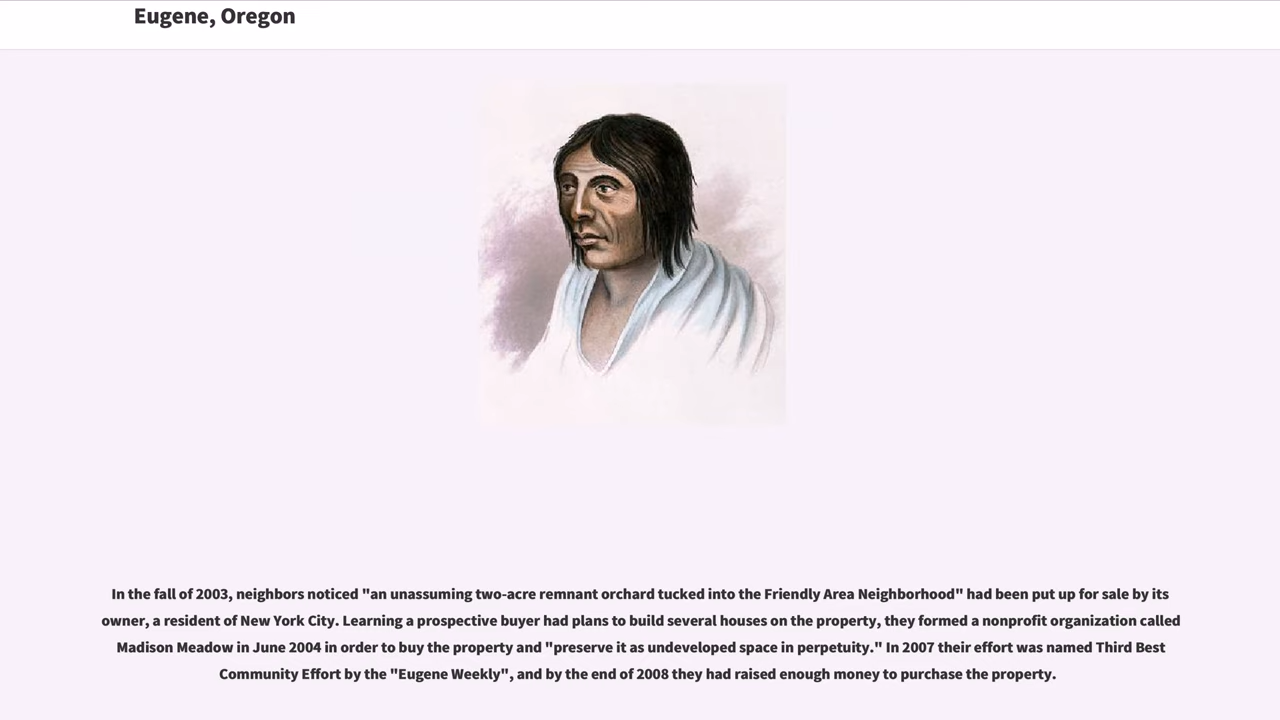 Eugene, Oregon
In the fall of 2003, neighbors noticed "an unassuming two-acre remnant orchard tucked into the Friendly Area Neighborhood" had been put up for sale by its
owner, a resident of New York City. Learning a prospective buyer had plans to build several houses on the property, they formed a nonprofit organization called
Madison Meadow in June 2004 in order to buy the property and "preserve it as undeveloped space in perpetuity." In 2007 their effort was named Third Best
Community Effort by the "Eugene Weekly", and by the end of 2008 they had raised enough money to purchase the property.